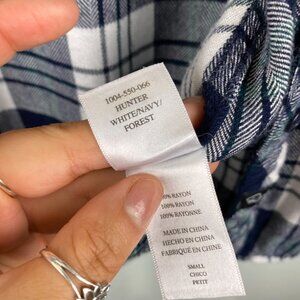 1004-550-066
HUNTER
WHITE/NAVY/
FOREST
100% RAYON
100% RAYON
100% RAYONNE
MADE IN CHINA
HECHO EN CHINA
FABRIQUÉ EN CHINE
SMALL
CHICO
PETIT